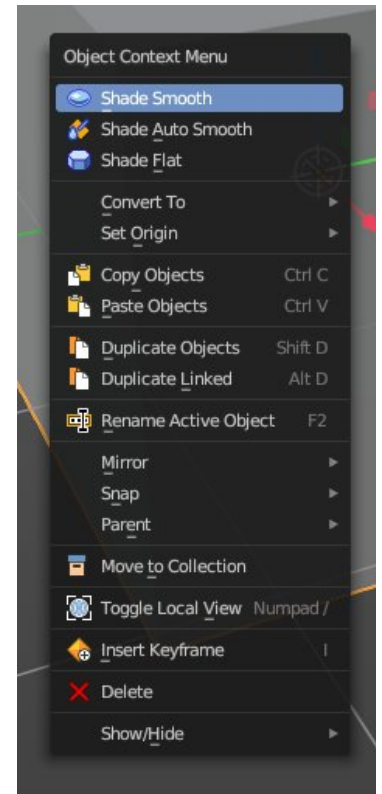 Object Context Menu
Shade Smooth
Shade Auto Smooth
Shade Flat
Convert To
Set Origin
Copy Objects Ctrl C
Paste Objects Ctrl V
Duplicate Objects Shift D
Duplicate Linked Alt D
Rename Active Object F2
Mirror
Snap
Parent
Move to Collection
Toggle Local View Numpad /
Insert Keyframe I
Delete
Show/Hide